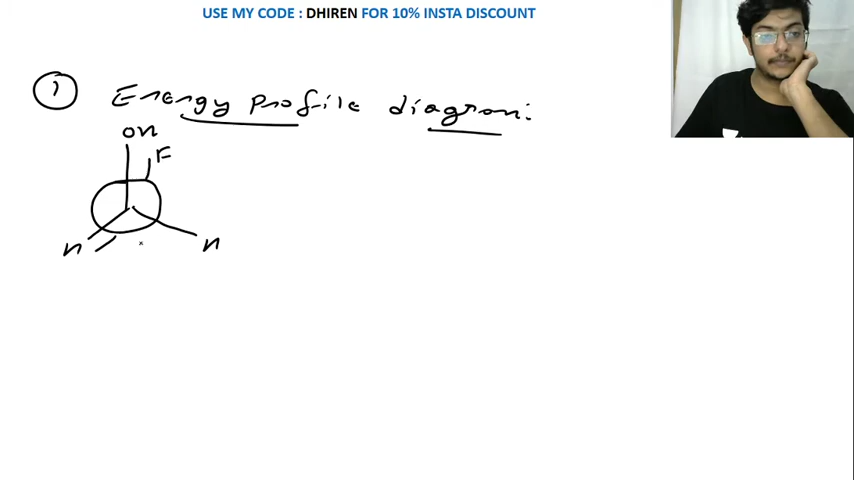 USE MY CODE : DHIREN FOR 10% INSTA DISCOUNT
1 Energy profile diagram:
OH
F
H
H